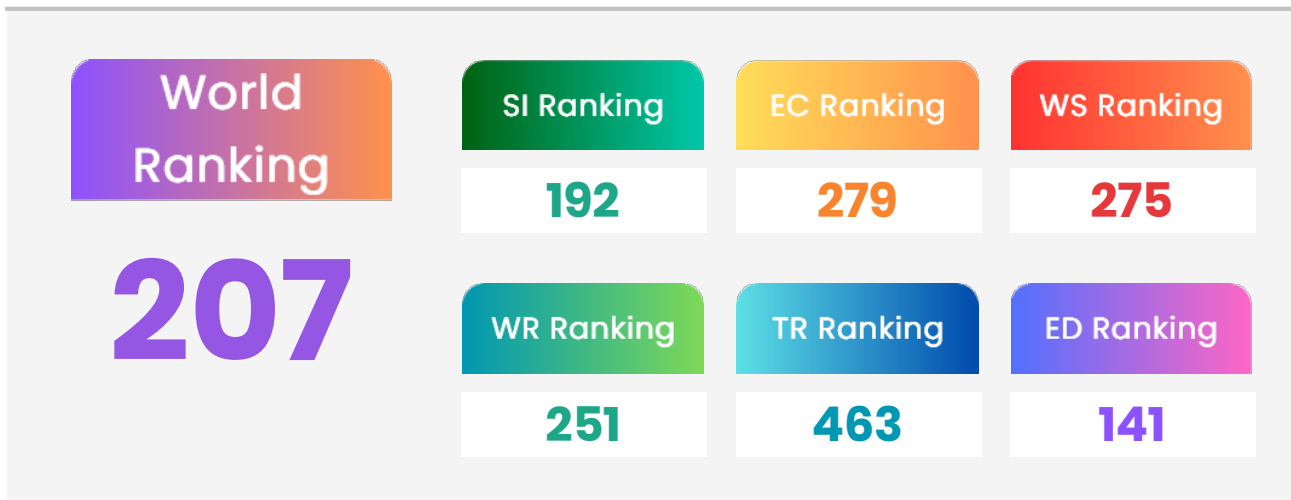 World
Ranking
207
SI Ranking
192
EC Ranking
279
WS Ranking
275
WR Ranking
251
TR Ranking
463
ED Ranking
141